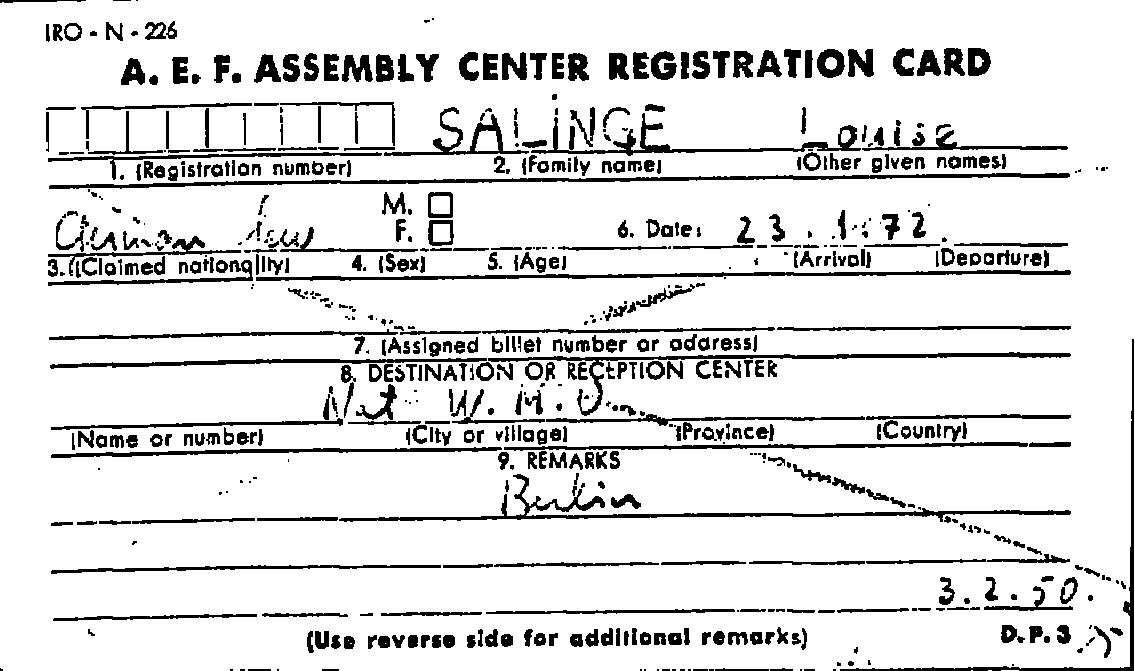 IRO - N - 226
A. E. F. ASSEMBLY CENTER REGISTRATION CARD
SALINGE Louise
1. (Registration number) 2. (Family name) (Other given names)
German Jew M. F. 6. Date: 23.1.72.
3. (Claimed nationality) 4. (Sex) 5. (Age) (Arrival) (Departure)
7. (Assigned billet number or address)
8. DESTINATION OR RECEPTION CENTER
Not W.M.O.
(Name or number) (City or village) (Province) (Country)
9. REMARKS
Berlin
3.2.50.
(Use reverse side for additional remarks) D.P. 3